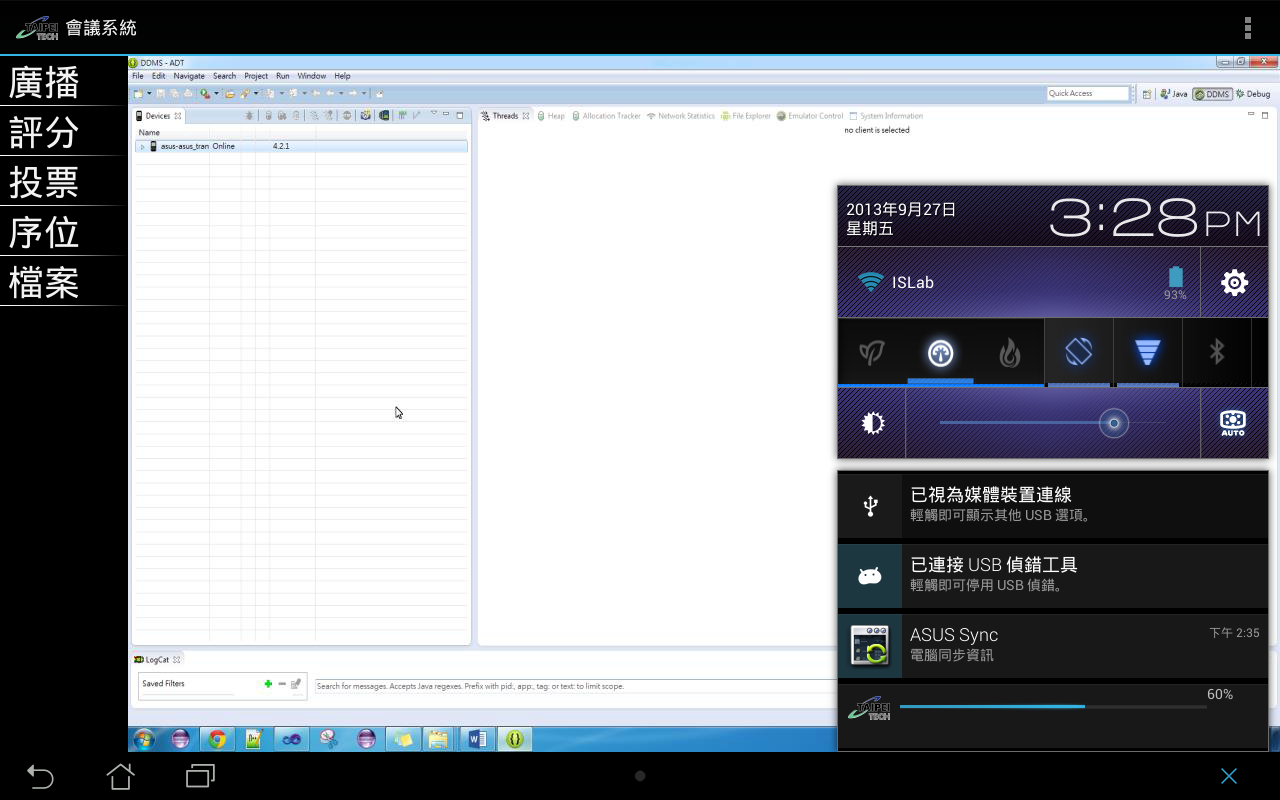 TAIPEI TECH 會議系統
廣播
評分
投票
序位
檔案
DDMS - ADT
File Edit Navigate Search Project Run Window Help
Quick Access
Java DDMS Debug
Devices
Name
asus-asus_tran Online 4.2.1
Threads Heap Allocation Tracker Network Statistics File Explorer Emulator Control System Information
no client is selected
2013年9月27日
星期五
3:28 PM
ISLab
93%
AUTO
已視為媒體裝置連線
輕觸即可顯示其他 USB 選項。
已連接 USB 偵錯工具
輕觸即可停用 USB 偵錯。
ASUS Sync 下午 2:35
電腦同步資訊
TAIPEI TECH 60%
LogCat
Saved Filters
Search for messages. Accepts Java regexes. Prefix with pid:, app:, tag: or text: to limit scope.